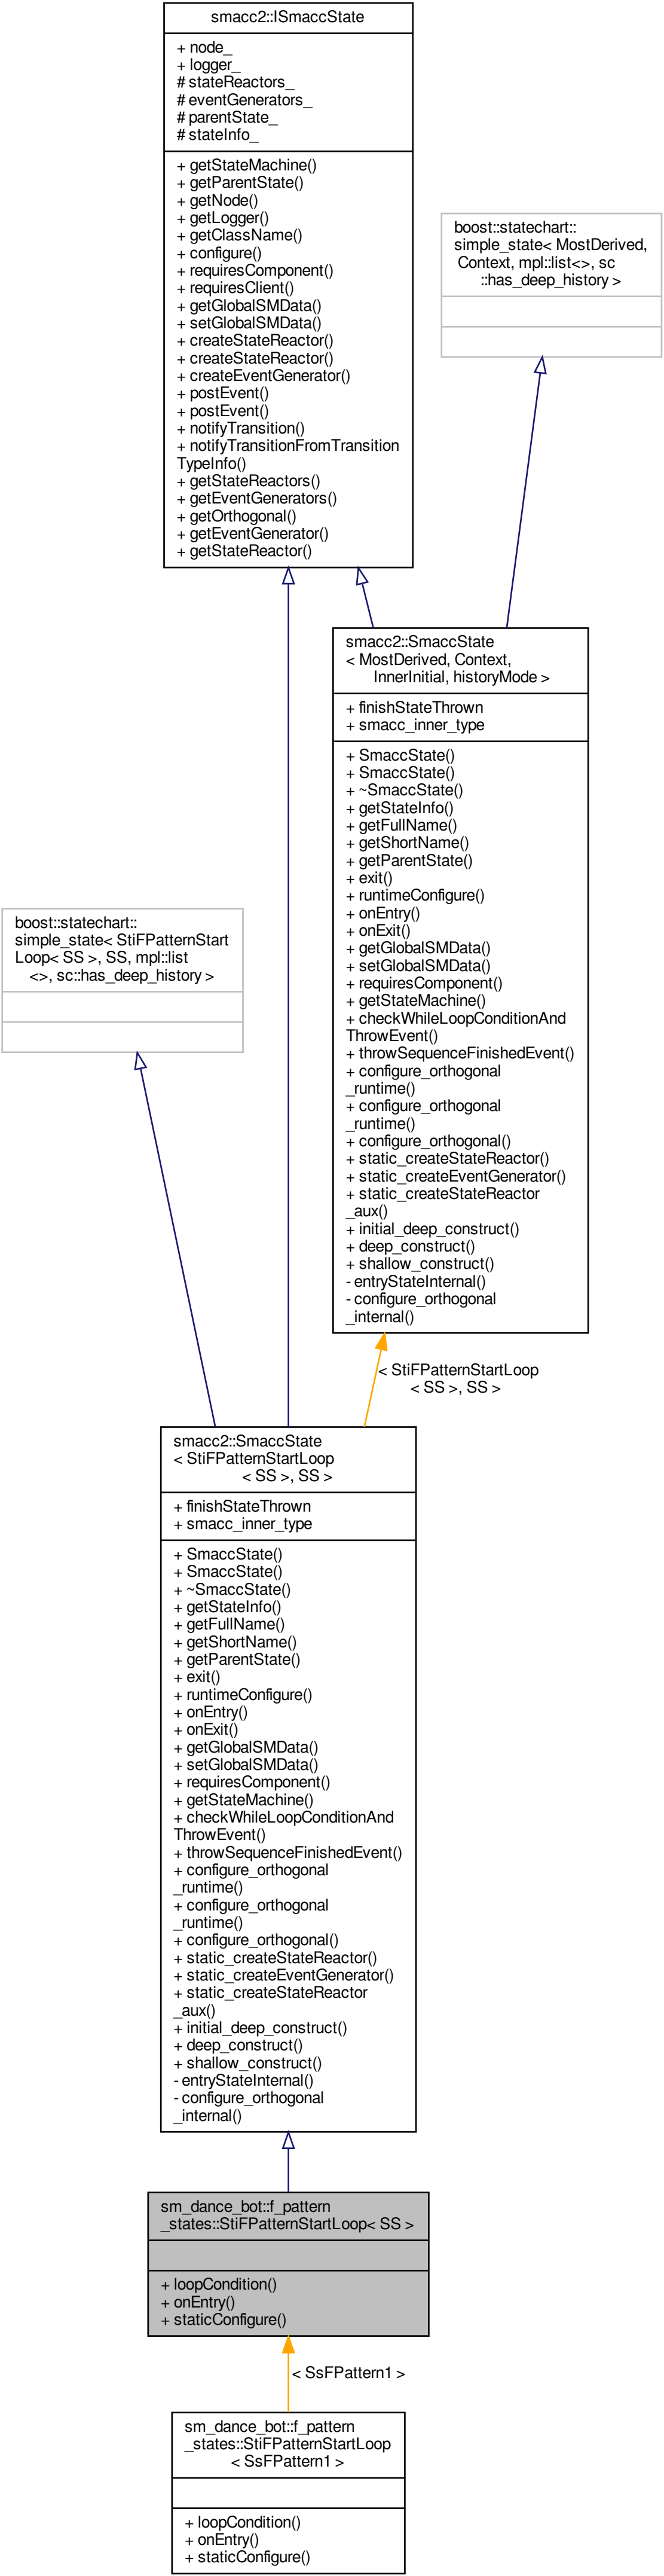 smacc2::ISmaccState
+ node_
+ logger_
# stateReactors_
# eventGenerators_
# parentState_
# stateInfo_
+ getStateMachine()
+ getParentState()
+ getNode()
+ getLogger()
+ getClassName()
+ configure()
+ requiresComponent()
+ requiresClient()
+ getGlobalSMData()
+ setGlobalSMData()
+ createStateReactor()
+ createStateReactor()
+ createEventGenerator()
+ postEvent()
+ postEvent()
+ notifyTransition()
+ notifyTransitionFromTransition
TypeInfo()
+ getStateReactors()
+ getEventGenerators()
+ getOrthogonal()
+ getEventGenerator()
+ getStateReactor()
boost::statechart::
simple_state< MostDerived,
Context, mpl::list<>, sc
::has_deep_history >
smacc2::SmaccState
< MostDerived, Context,
InnerInitial, historyMode >
+ finishStateThrown
+ smacc_inner_type
+ SmaccState()
+ SmaccState()
+ ~SmaccState()
+ getStateInfo()
+ getFullName()
+ getShortName()
+ getParentState()
+ exit()
+ runtimeConfigure()
+ onEntry()
+ onExit()
+ getGlobalSMData()
+ setGlobalSMData()
+ requiresComponent()
+ getStateMachine()
+ checkWhileLoopConditionAnd
ThrowEvent()
+ throwSequenceFinishedEvent()
+ configure_orthogonal
_runtime()
+ configure_orthogonal
_runtime()
+ configure_orthogonal()
+ static_createStateReactor()
+ static_createEventGenerator()
+ static_createStateReactor
_aux()
+ initial_deep_construct()
+ deep_construct()
+ shallow_construct()
- entryStateInternal()
- configure_orthogonal
_internal()
boost::statechart::
simple_state< StiFPatternStart
Loop< SS >, SS, mpl::list
<>, sc::has_deep_history >
< StiFPatternStartLoop
< SS >, SS >
smacc2::SmaccState
< StiFPatternStartLoop
< SS >, SS >
+ finishStateThrown
+ smacc_inner_type
+ SmaccState()
+ SmaccState()
+ ~SmaccState()
+ getStateInfo()
+ getFullName()
+ getShortName()
+ getParentState()
+ exit()
+ runtimeConfigure()
+ onEntry()
+ onExit()
+ getGlobalSMData()
+ setGlobalSMData()
+ requiresComponent()
+ getStateMachine()
+ checkWhileLoopConditionAnd
ThrowEvent()
+ throwSequenceFinishedEvent()
+ configure_orthogonal
_runtime()
+ configure_orthogonal
_runtime()
+ configure_orthogonal()
+ static_createStateReactor()
+ static_createEventGenerator()
+ static_createStateReactor
_aux()
+ initial_deep_construct()
+ deep_construct()
+ shallow_construct()
- entryStateInternal()
- configure_orthogonal
_internal()
sm_dance_bot::f_pattern
_states::StiFPatternStartLoop< SS >
+ loopCondition()
+ onEntry()
+ staticConfigure()
< SsFPattern1 >
sm_dance_bot::f_pattern
_states::StiFPatternStartLoop
< SsFPattern1 >
+ loopCondition()
+ onEntry()
+ staticConfigure()